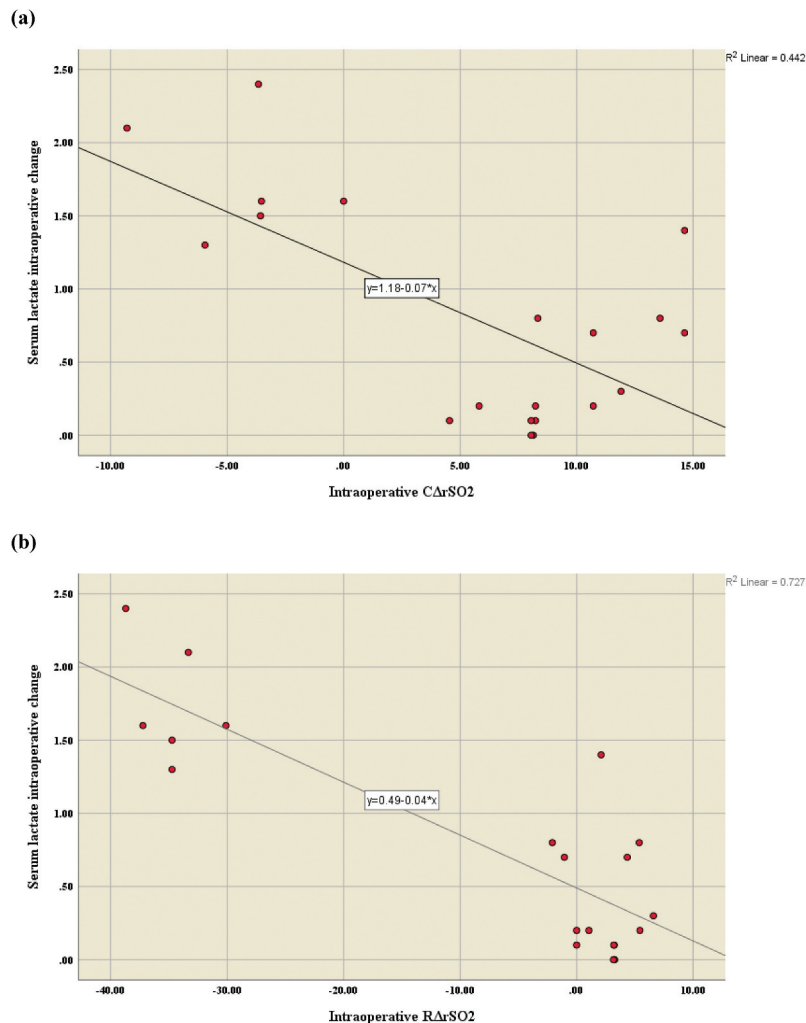 (a)
R² Linear = 0.442
2.50
2.00
1.50
1.00
.50
.00
Serum lactate intraoperative change
y=1.18-0.07*x
-10.00 -5.00 .00 5.00 10.00 15.00
Intraoperative CΔrSO2
(b)
R² Linear = 0.727
2.50
2.00
1.50
1.00
.50
.00
Serum lactate intraoperative change
y=0.49-0.04*x
-40.00 -30.00 -20.00 -10.00 .00 10.00
Intraoperative RΔrSO2